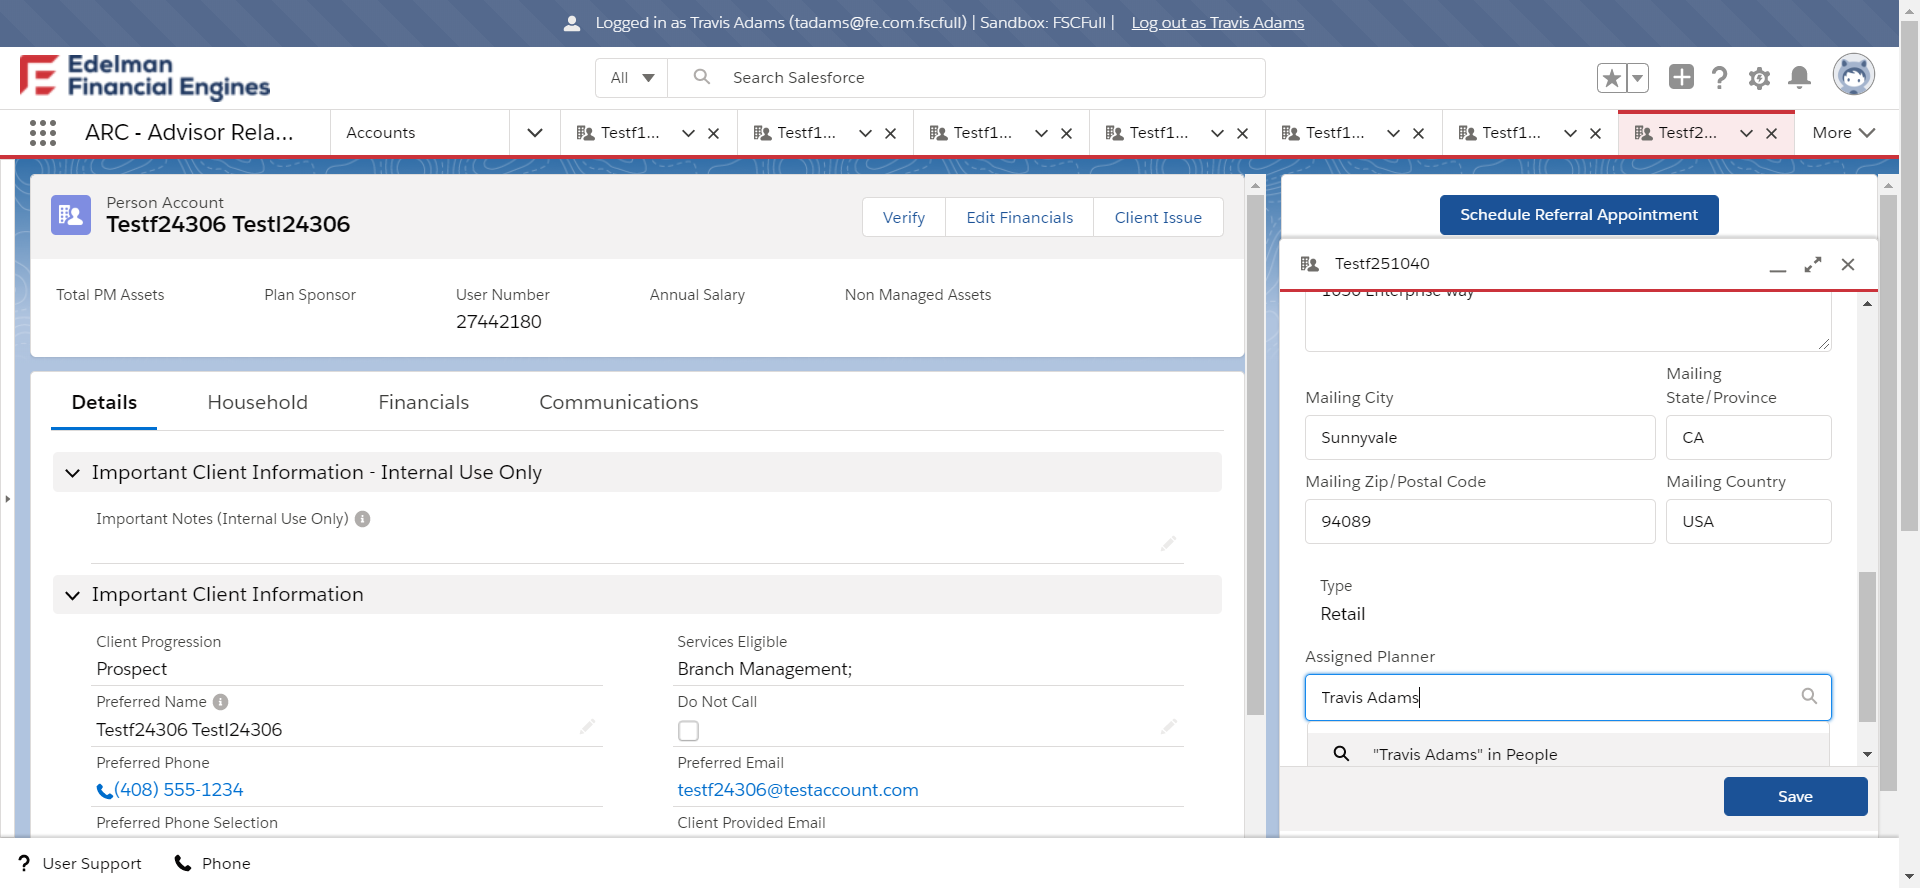 Logged in as Travis Adams (tadams@fe.com.fscfull) | Sandbox: FSCFull | Log out as Travis Adams
Edelman
Financial Engines
All
Search Salesforce
ARC - Advisor Rela...
Accounts
Testf1...
Testf1...
Testf1...
Testf1...
Testf1...
Testf1...
Testf2...
More
Person Account
Testf24306 Testl24306
Verify
Edit Financials
Client Issue
Total PM Assets
Plan Sponsor
User Number
27442180
Annual Salary
Non Managed Assets
Details
Household
Financials
Communications
Important Client Information - Internal Use Only
Important Notes (Internal Use Only)
Important Client Information
Client Progression
Prospect
Services Eligible
Branch Management;
Preferred Name
Testf24306 Testl24306
Do Not Call
Preferred Phone
(408) 555-1234
Preferred Email
testf24306@testaccount.com
Preferred Phone Selection
Client Provided Email
Schedule Referral Appointment
Testf251040
1050 Enterprise Way
Mailing City
Sunnyvale
Mailing
State/Province
CA
Mailing Zip/Postal Code
94089
Mailing Country
USA
Type
Retail
Assigned Planner
Travis Adams
"Travis Adams" in People
Save
User Support
Phone